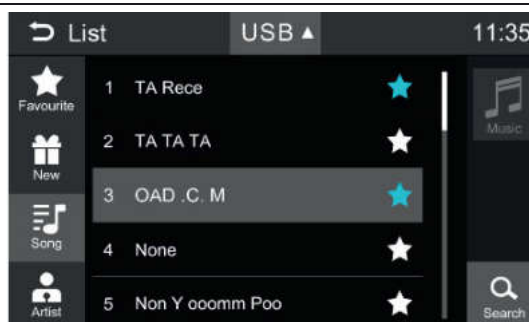 List USB 11:35
Favourite
New
Song
Artist
1 TA Rece
2 TA TA TA
3 OAD .C. M
4 None
5 Non Y ooomm Poo
Music
Search